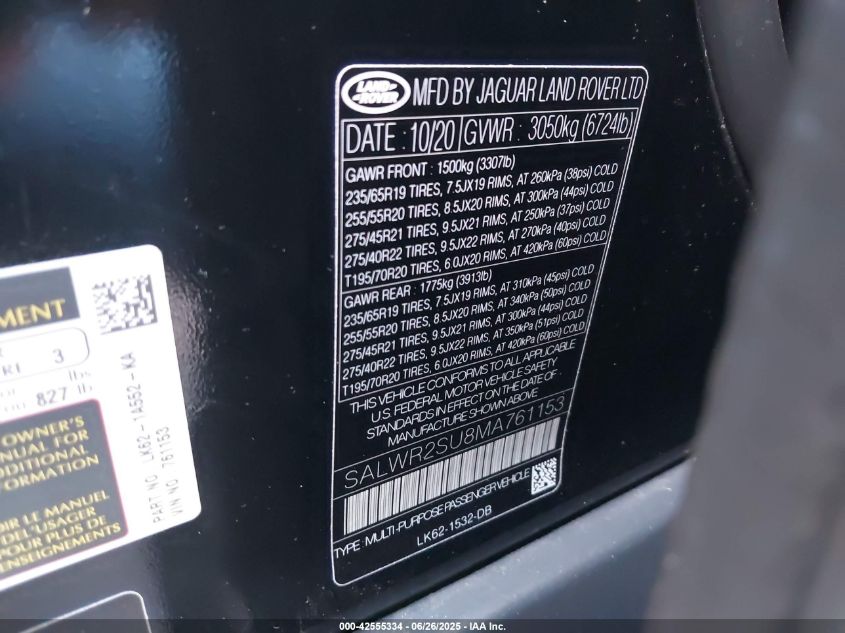 LAND
ROVER
MFD BY JAGUAR LAND ROVER LTD
DATE : 10/20 GVWR : 3050kg (6724lb)
GAWR FRONT : 1500kg (3307lb)
235/65R19 TIRES, 7.5JX19 RIMS, AT 260kPa (38psi) COLD
255/55R20 TIRES, 8.5JX20 RIMS, AT 300kPa (44psi) COLD
275/45R21 TIRES, 9.5JX21 RIMS, AT 250kPa (37psi) COLD
275/40R22 TIRES, 9.5JX22 RIMS, AT 270kPa (40psi) COLD
T195/70R20 TIRES, 6.0JX20 RIMS, AT 420kPa (60psi) COLD
GAWR REAR : 1775kg (3913lb)
235/65R19 TIRES, 7.5JX19 RIMS, AT 310kPa (45psi) COLD
255/55R20 TIRES, 8.5JX20 RIMS, AT 340kPa (50psi) COLD
275/45R21 TIRES, 9.5JX21 RIMS, AT 300kPa (44psi) COLD
275/40R22 TIRES, 9.5JX22 RIMS, AT 350kPa (51psi) COLD
T195/70R20 TIRES, 6.0JX20 RIMS, AT 420kPa (60psi) COLD
THIS VEHICLE CONFORMS TO ALL APPLICABLE
U.S. FEDERAL MOTOR VEHICLE SAFETY
STANDARDS IN EFFECT ON THE DATE OF
MANUFACTURE SHOWN ABOVE
SALWR2SU8MA761153
TYPE : MULTI-PURPOSE PASSENGER VEHICLE
LK62-1532-DB
3
lbs
827 lb
OWNER'S
MANUAL FOR
ADDITIONAL
INFORMATION
LE MANUEL
DE L'USAGER
POUR PLUS DE
RENSEIGNEMENTS
PART NO. LK62-1A552-KA
VIN NO. 761153
000-42555334 - 06/26/2025 - IAA Inc.